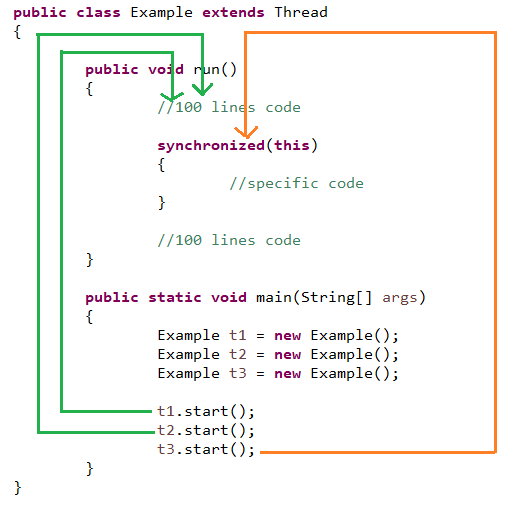 public class Example extends Thread
{
public void run()
{
//100 lines code
synchronized(this)
{
//specific code
}
//100 lines code
}
public static void main(String[] args)
{
Example t1 = new Example();
Example t2 = new Example();
Example t3 = new Example();
t1.start();
t2.start();
t3.start();
}
}